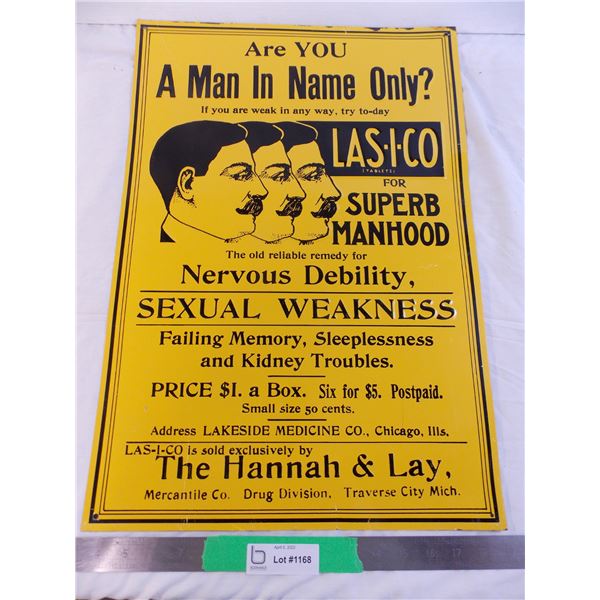 Are YOU
A Man In Name Only?
If you are weak in any way, try to-day
LAS-I-CO
(TABLETS)
FOR
SUPERB
MANHOOD
The old reliable remedy for
Nervous Debility,
SEXUAL WEAKNESS
Failing Memory, Sleeplessness
and Kidney Troubles.
PRICE $1. a Box. Six for $5. Postpaid.
Small size 50 cents.
Address LAKESIDE MEDICINE CO., Chicago, Ills.
LAS-I-CO is sold exclusively by
The Hannah & Lay,
Mercantile Co. Drug Division, Traverse City Mich.
Lot #1168